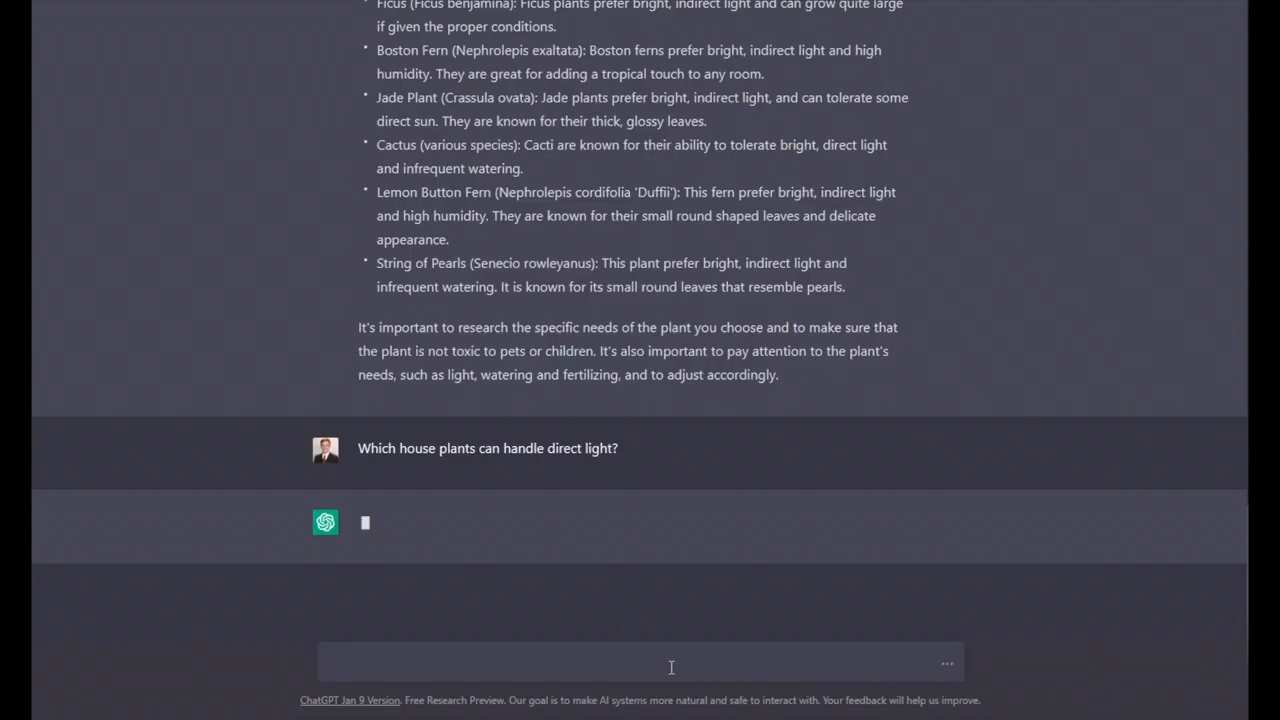 Ficus (Ficus benjamina): Ficus plants prefer bright, indirect light and can grow quite large
if given the proper conditions.
• Boston Fern (Nephrolepis exaltata): Boston ferns prefer bright, indirect light and high
humidity. They are great for adding a tropical touch to any room.
• Jade Plant (Crassula ovata): Jade plants prefer bright, indirect light, and can tolerate some
direct sun. They are known for their thick, glossy leaves.
• Cactus (various species): Cacti are known for their ability to tolerate bright, direct light
and infrequent watering.
• Lemon Button Fern (Nephrolepis cordifolia 'Duffii'): This fern prefer bright, indirect light
and high humidity. They are known for their small round shaped leaves and delicate
appearance.
• String of Pearls (Senecio rowleyanus): This plant prefer bright, indirect light and
infrequent watering. It is known for its small round leaves that resemble pearls.
It's important to research the specific needs of the plant you choose and to make sure that
the plant is not toxic to pets or children. It's also important to pay attention to the plant's
needs, such as light, watering and fertilizing, and to adjust accordingly.
Which house plants can handle direct light?
ChatGPT Jan 9 Version. Free Research Preview. Our goal is to make AI systems more natural and safe to interact with. Your feedback will help us improve.